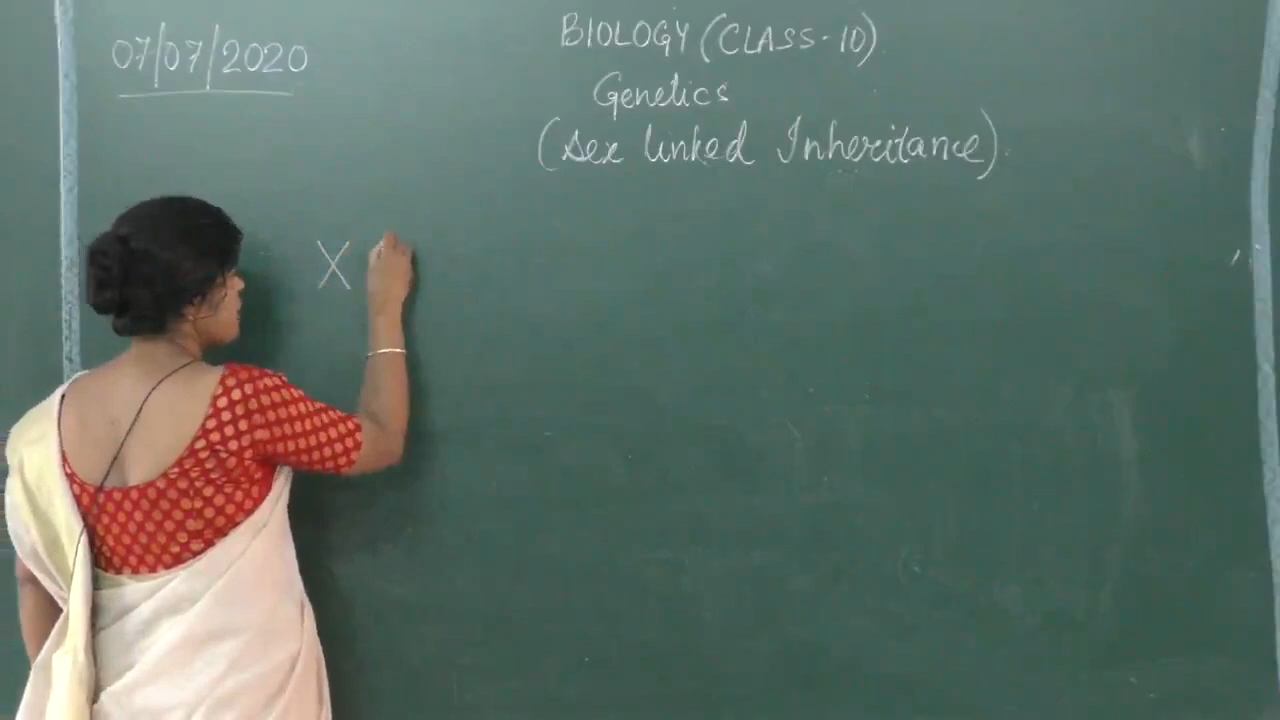 07/07/2020
BIOLOGY (CLASS-10)
Genetics
(sex linked Inheritance)
X